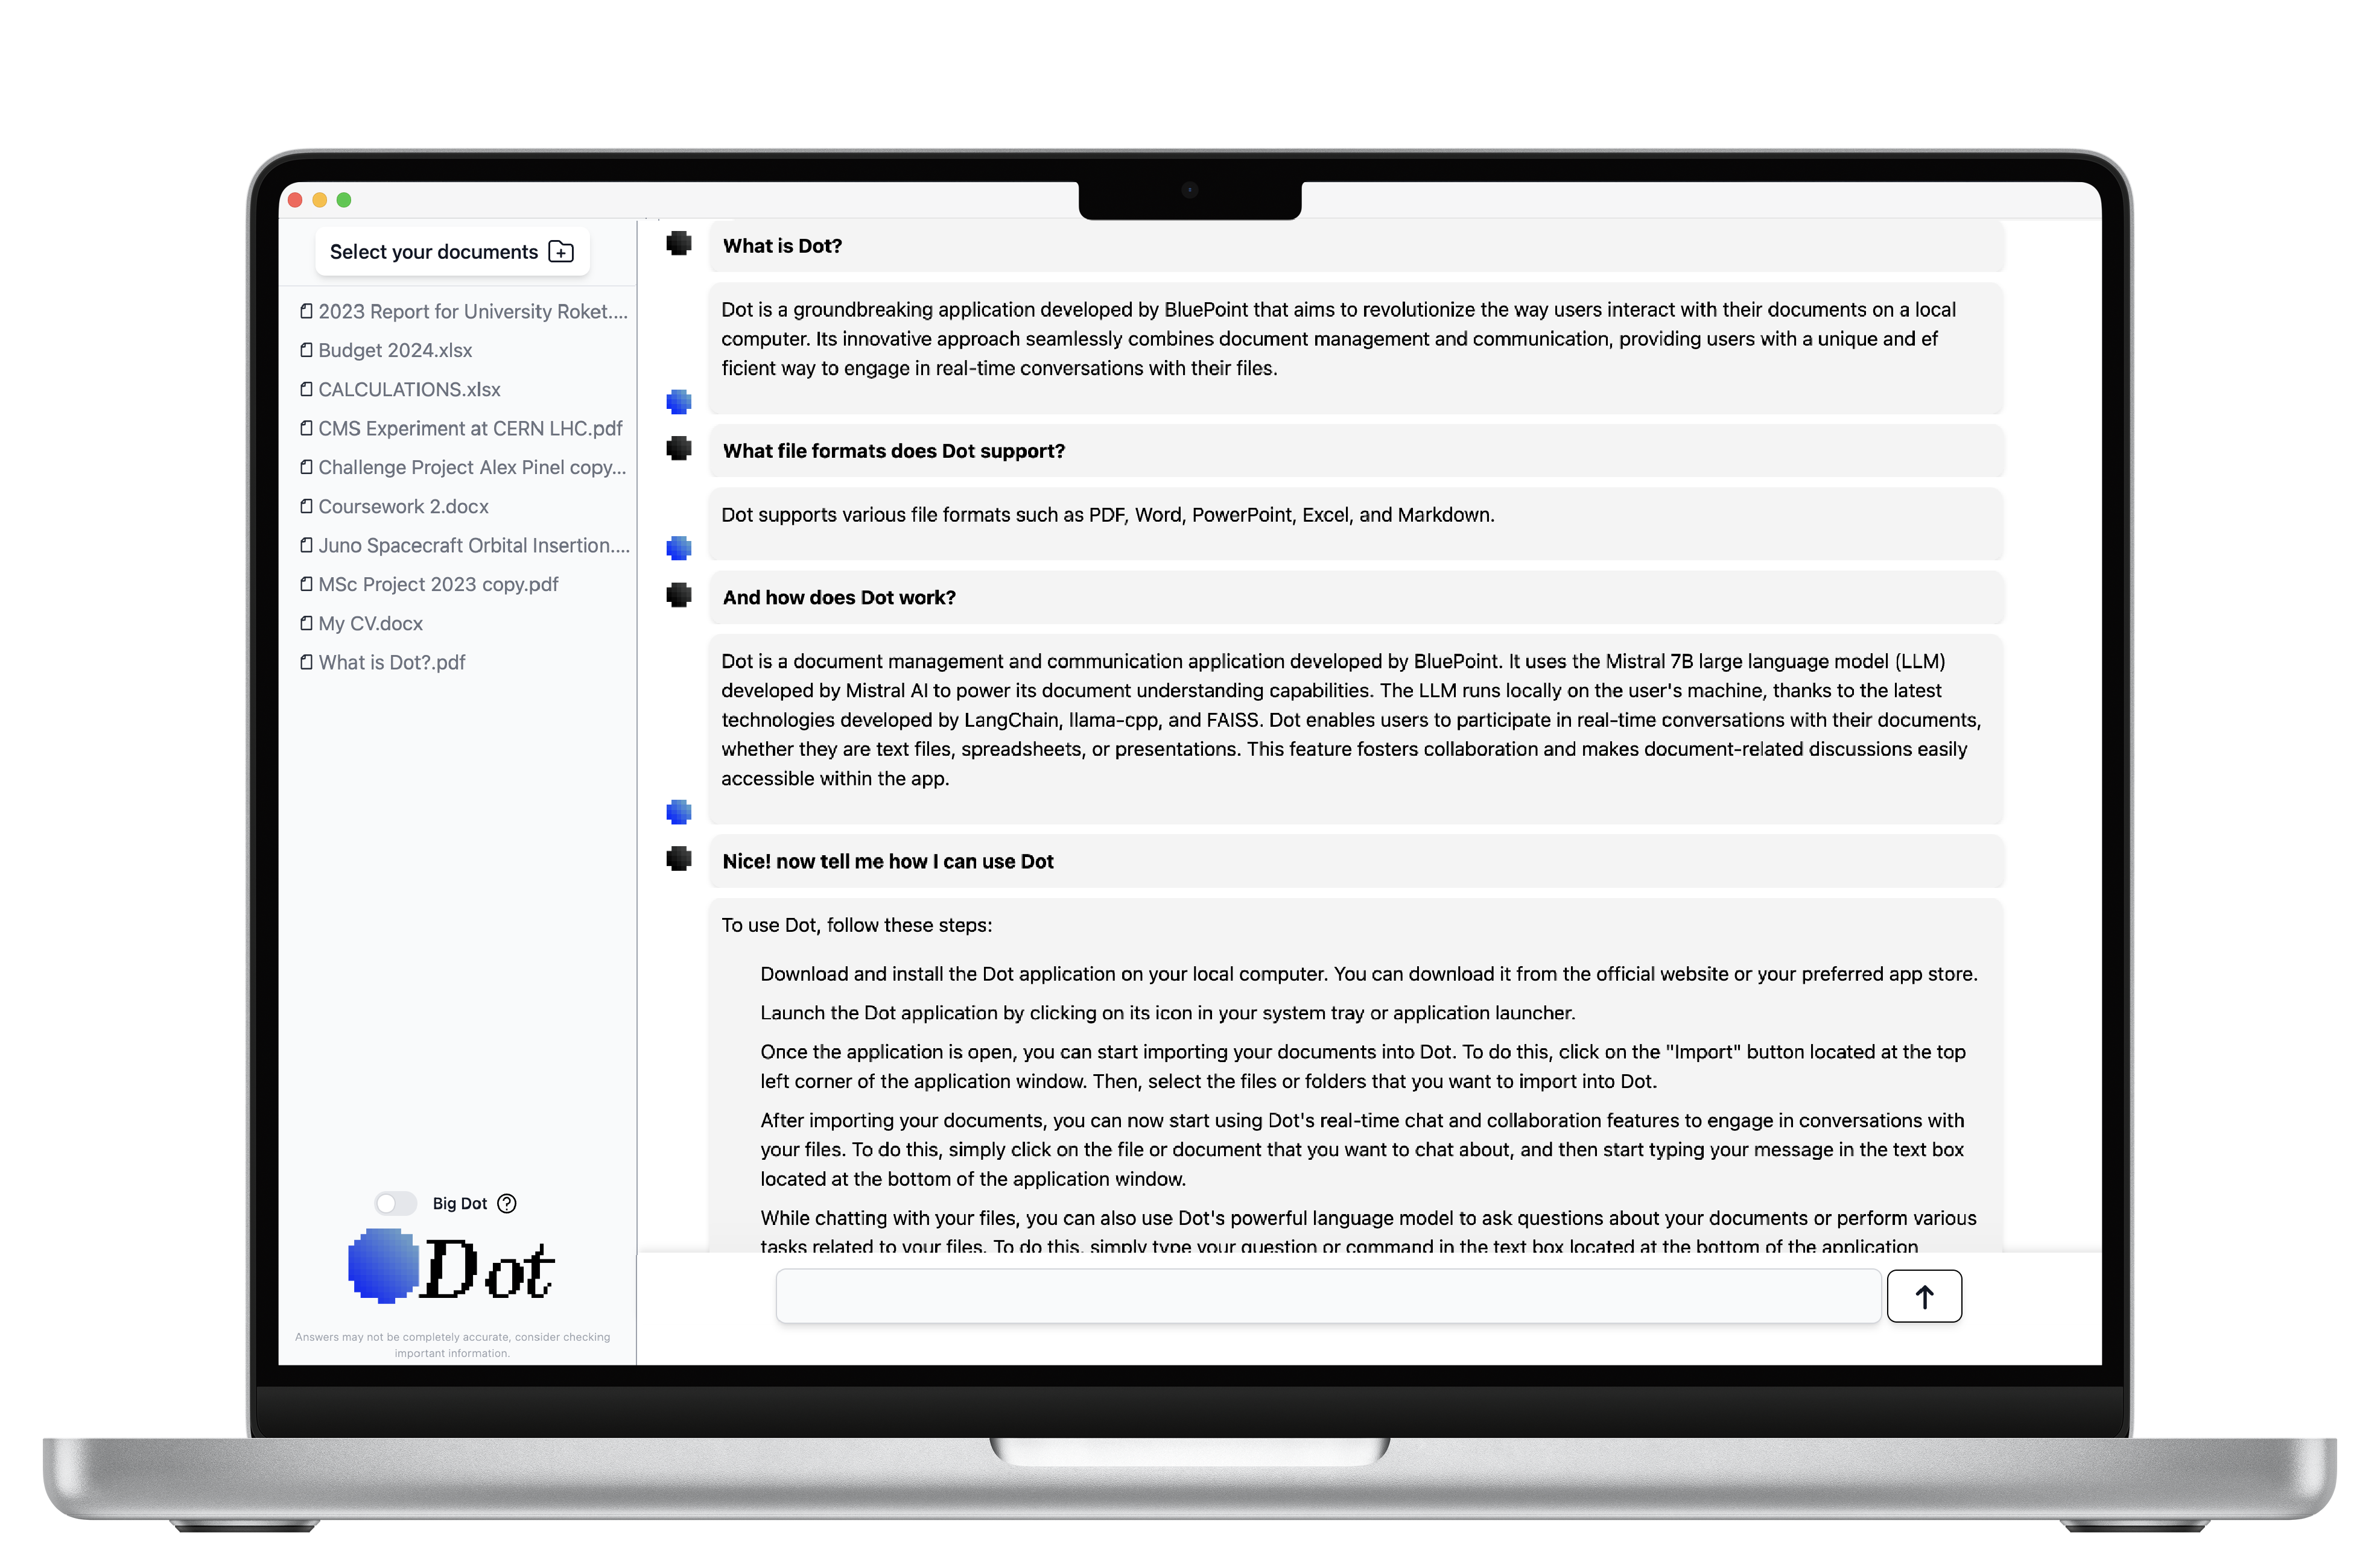 Select your documents
2023 Report for University Roket....
Budget 2024.xlsx
CALCULATIONS.xlsx
CMS Experiment at CERN LHC.pdf
Challenge Project Alex Pinel copy...
Coursework 2.docx
Juno Spacecraft Orbital Insertion....
MSc Project 2023 copy.pdf
My CV.docx
What is Dot?.pdf
Big Dot ?
Dot
Answers may not be completely accurate, consider checking
important information.
What is Dot?
Dot is a groundbreaking application developed by BluePoint that aims to revolutionize the way users interact with their documents on a local
computer. Its innovative approach seamlessly combines document management and communication, providing users with a unique and ef
ficient way to engage in real-time conversations with their files.
What file formats does Dot support?
Dot supports various file formats such as PDF, Word, PowerPoint, Excel, and Markdown.
And how does Dot work?
Dot is a document management and communication application developed by BluePoint. It uses the Mistral 7B large language model (LLM)
developed by Mistral AI to power its document understanding capabilities. The LLM runs locally on the user's machine, thanks to the latest
technologies developed by LangChain, llama-cpp, and FAISS. Dot enables users to participate in real-time conversations with their documents,
whether they are text files, spreadsheets, or presentations. This feature fosters collaboration and makes document-related discussions easily
accessible within the app.
Nice! now tell me how I can use Dot
To use Dot, follow these steps:
Download and install the Dot application on your local computer. You can download it from the official website or your preferred app store.
Launch the Dot application by clicking on its icon in your system tray or application launcher.
Once the application is open, you can start importing your documents into Dot. To do this, click on the "Import" button located at the top
left corner of the application window. Then, select the files or folders that you want to import into Dot.
After importing your documents, you can now start using Dot's real-time chat and collaboration features to engage in conversations with
your files. To do this, simply click on the file or document that you want to chat about, and then start typing your message in the text box
located at the bottom of the application window.
While chatting with your files, you can also use Dot's powerful language model to ask questions about your documents or perform various
tasks related to your files. To do this, simply type your question or command in the text box located at the bottom of the application